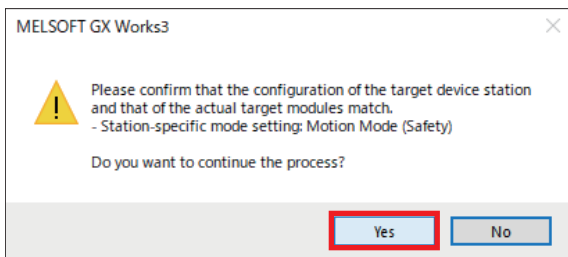 MELSOFT GX Works3
Please confirm that the configuration of the target device station
and that of the actual target modules match.
- Station-specific mode setting: Motion Mode (Safety)
Do you want to continue the process?
Yes No